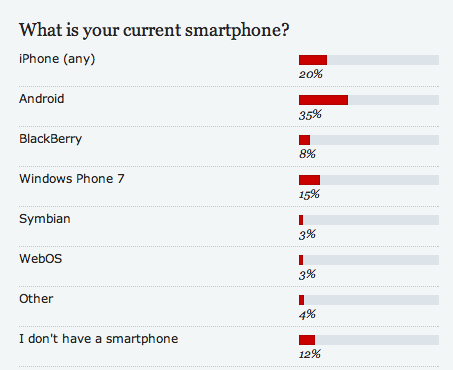 What is your current smartphone?
iPhone (any)
20%
Android
35%
BlackBerry
8%
Windows Phone 7
15%
Symbian
3%
WebOS
3%
Other
4%
I don't have a smartphone
12%